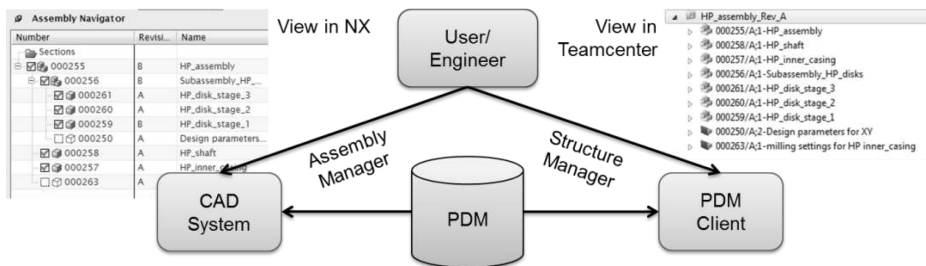 Assembly Navigator
Number Revisi... Name
Sections
000255 B HP_assembly
000256 B Subassembly_HP_...
000261 A HP_disk_stage_3
000260 A HP_disk_stage_2
000259 B HP_disk_stage_1
000250 A Design parameters...
000258 A HP_shaft
000257 A HP_inner_casing
000263 A
View in NX
User/
Engineer
View in
Teamcenter
HP_assembly_Rev_A
000255/A;1-HP_assembly
000258/A;1-HP_shaft
000257/A;1-HP_inner_casing
000256/A;1-Subassembly_HP_disks
000261/A;1-HP_disk_stage_3
000260/A;1-HP_disk_stage_2
000259/A;1-HP_disk_stage_1
000250/A;2-Design parameters for XY
000263/A;1-milling settings for HP inner_casing
Assembly
Manager
Structure
Manager
CAD
System
PDM
PDM
Client